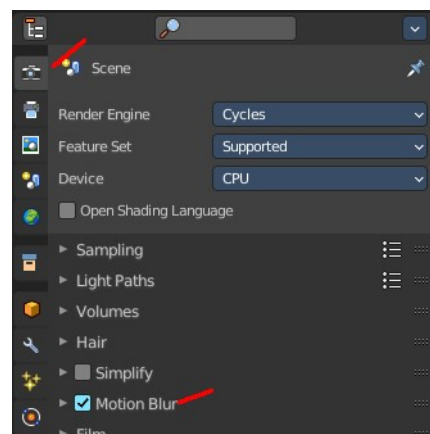 Scene
Render Engine Cycles
Feature Set Supported
Device CPU
Open Shading Language
Sampling
Light Paths
Volumes
Hair
Simplify
Motion Blur
Film